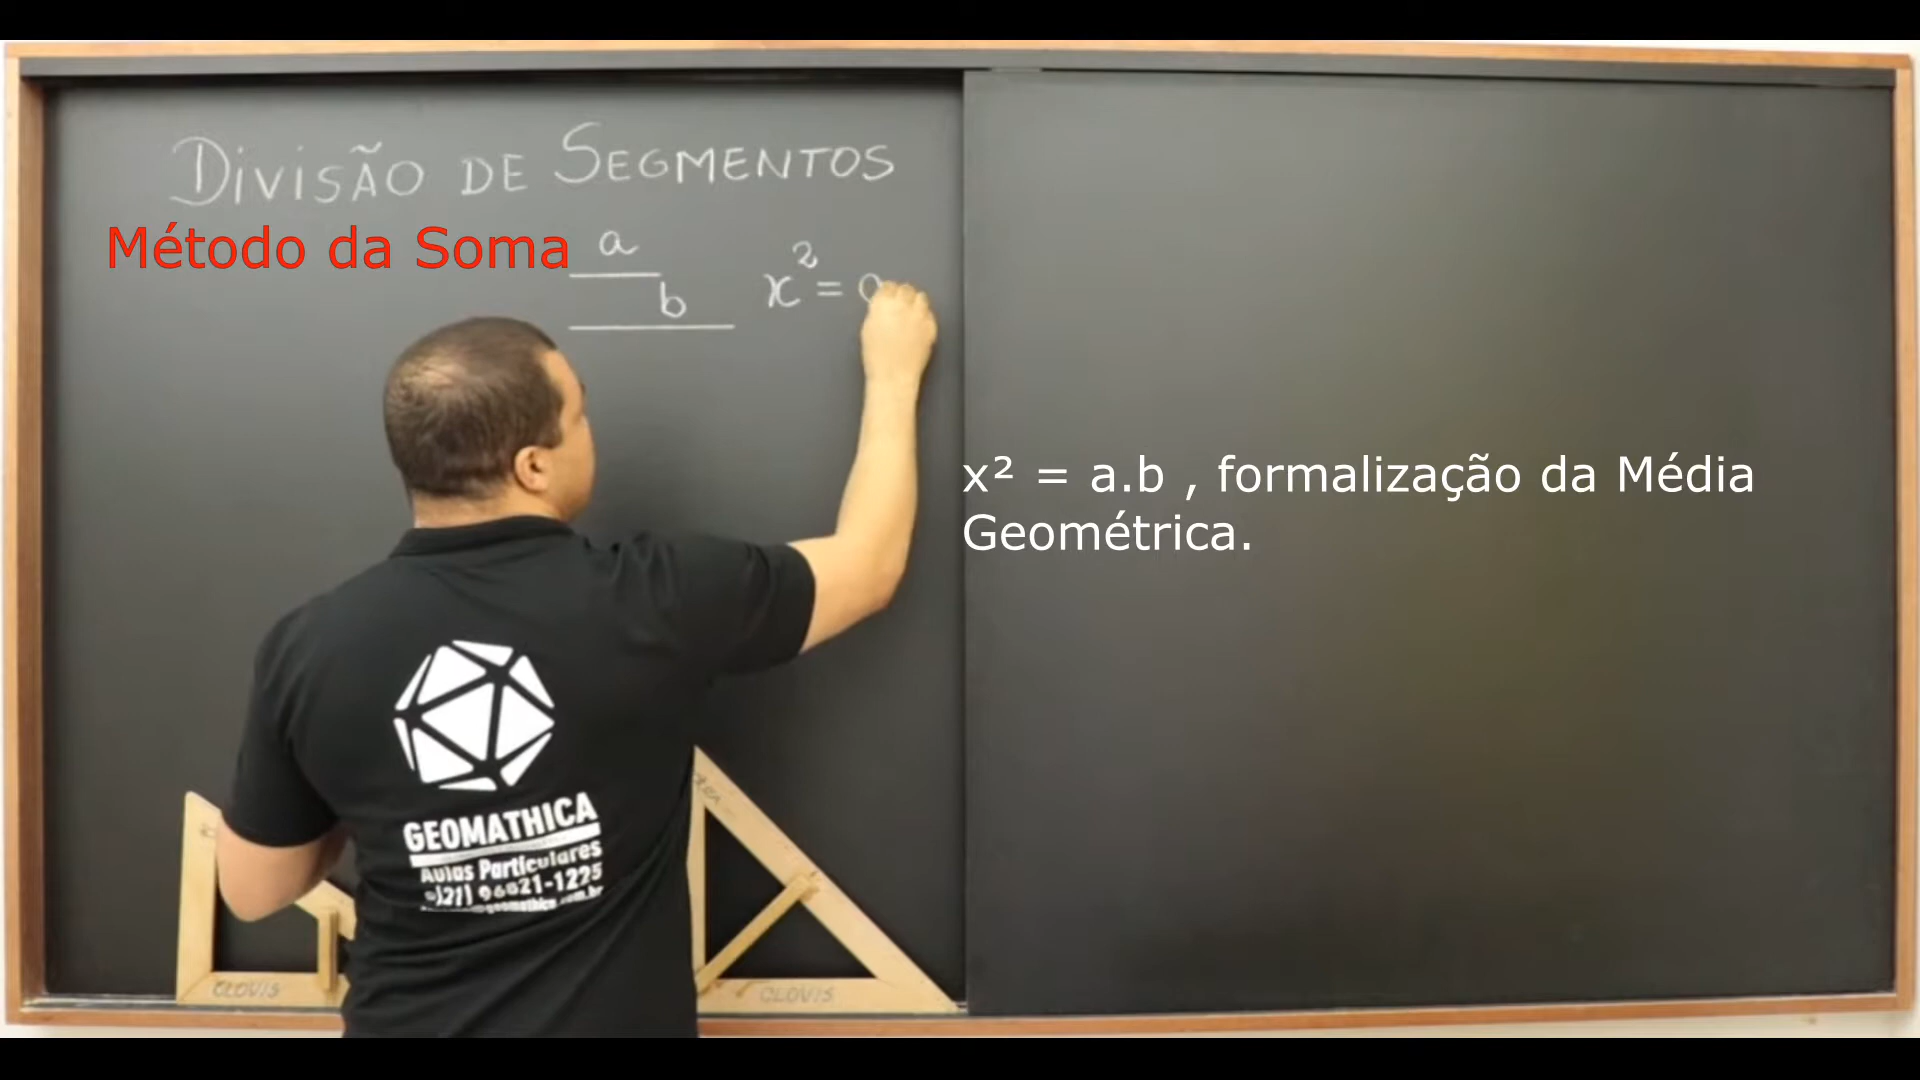 DIVISÃO DE SEGMENTOS
Método da Soma
a
b
x² =
x² = a.b , formalização da Média
Geométrica.
GEOMATHICA
Aulas Particulares
CLOVIS
CLOVIS